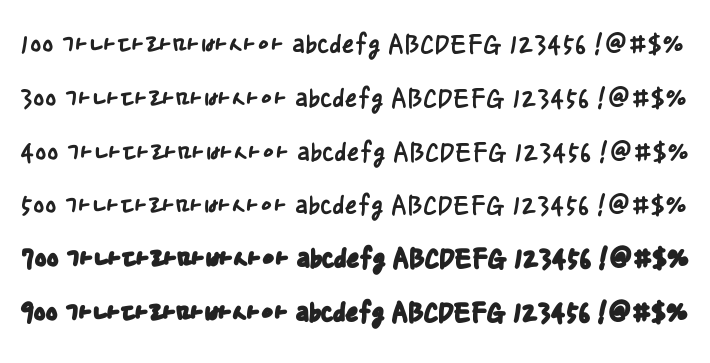 100 가나다라마바사아 abcdefg ABCDEFG 123456 !@#$%
300 가나다라마바사아 abcdefg ABCDEFG 123456 !@#$%
400 가나다라마바사아 abcdefg ABCDEFG 123456 !@#$%
500 가나다라마바사아 abcdefg ABCDEFG 123456 !@#$%
700 가나다라마바사아 abcdefg ABCDEFG 123456 !@#$%
900 가나다라마바사아 abcdefg ABCDEFG 123456 !@#$%